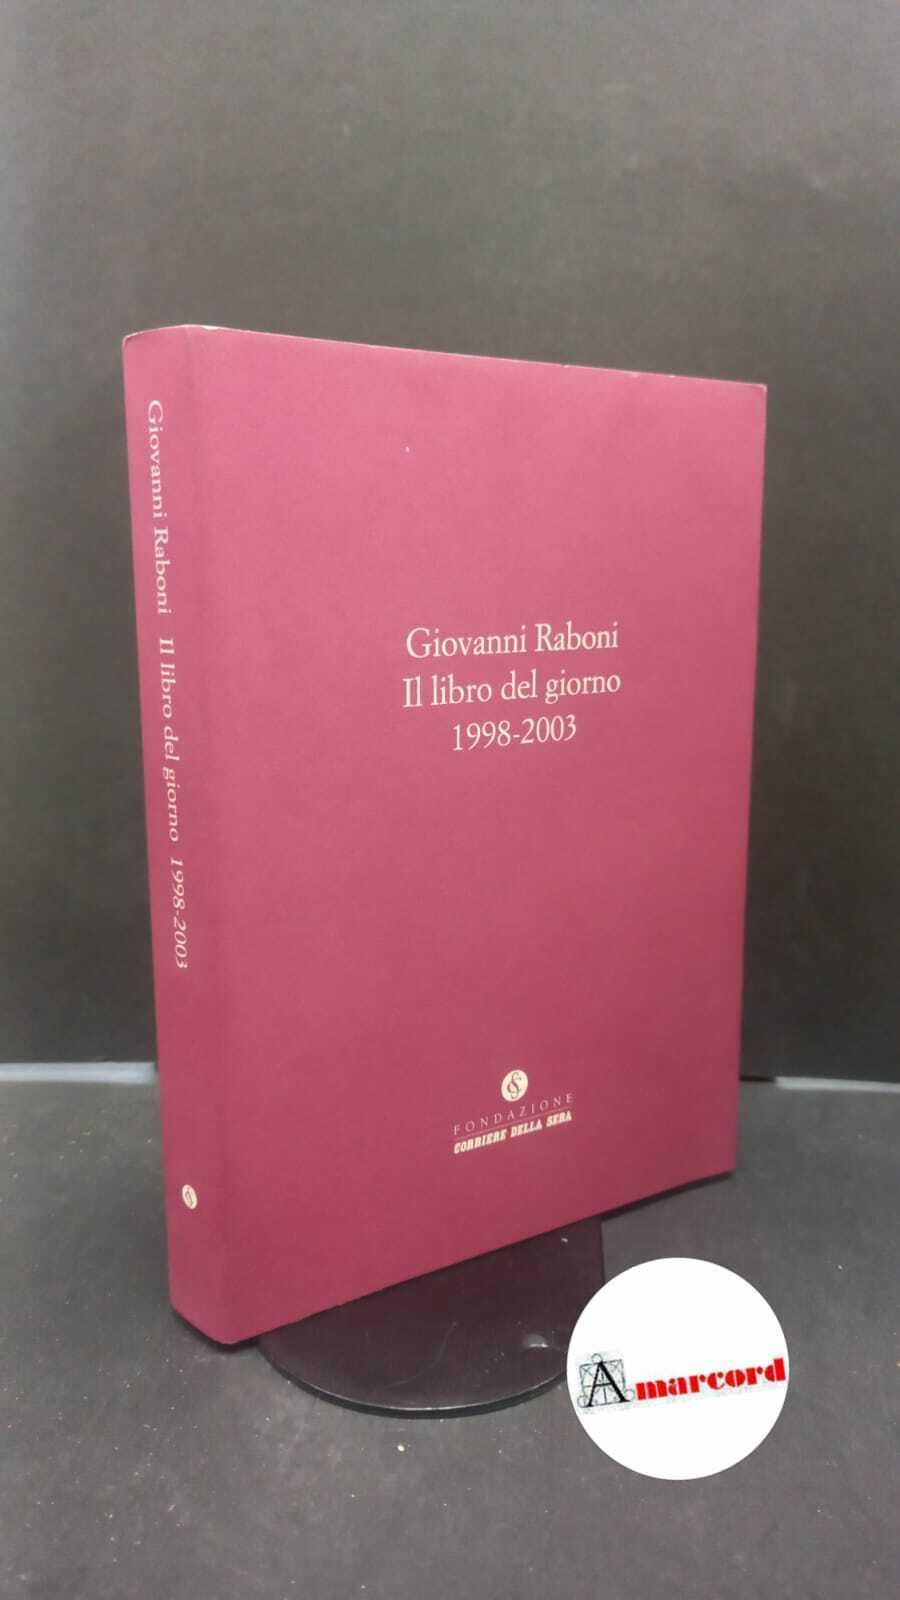 Giovanni Raboni Il libro del giorno 1998-2003
Giovanni Raboni
Il libro del giorno
1998-2003
FONDAZIONE
CORRIERE DELLA SERA
Amarcord